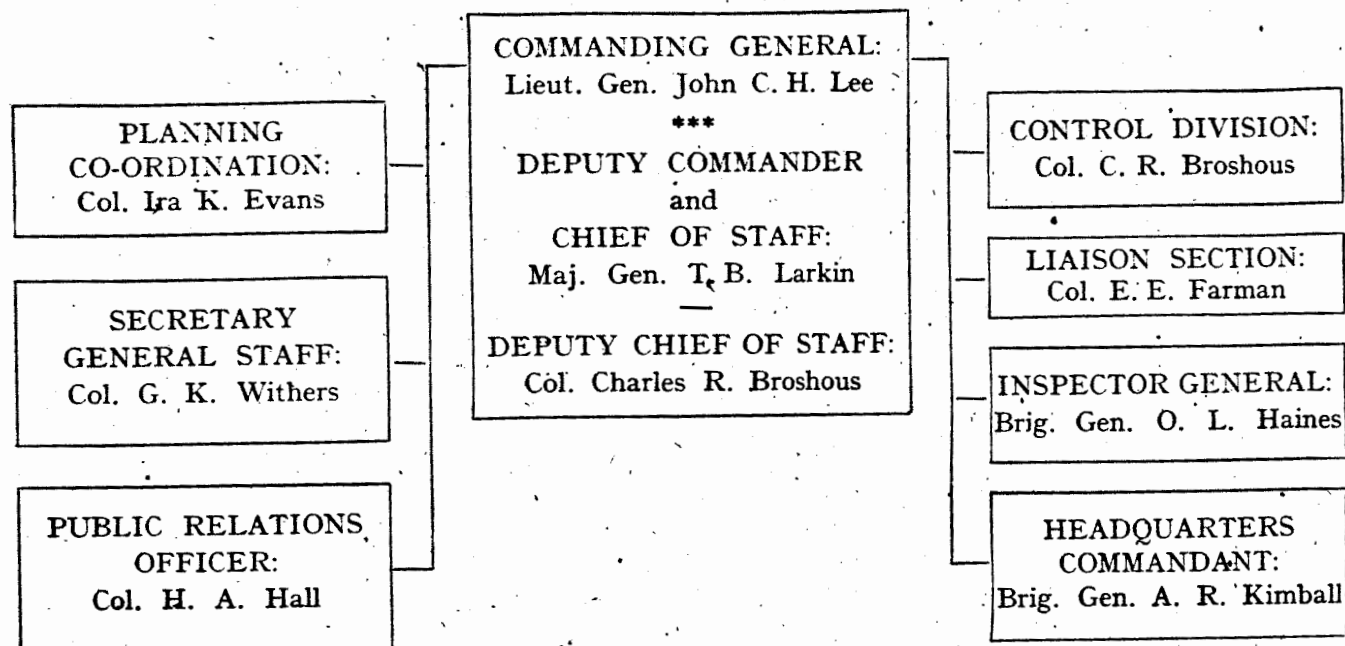 COMMANDING GENERAL:
Lieut. Gen. John C. H. Lee
***
DEPUTY COMMANDER
and
CHIEF OF STAFF:
Maj. Gen. T. B. Larkin
—
DEPUTY CHIEF OF STAFF:
Col. Charles R. Broshous
PLANNING
CO-ORDINATION:
Col. Ira K. Evans
SECRETARY
GENERAL STAFF:
Col. G. K. Withers
PUBLIC RELATIONS
OFFICER:
Col. H. A. Hall
CONTROL DIVISION:
Col. C. R. Broshous
LIAISON SECTION:
Col. E. E. Farman
INSPECTOR GENERAL:
Brig. Gen. O. L. Haines
HEADQUARTERS
COMMANDANT:
Brig. Gen. A. R. Kimball